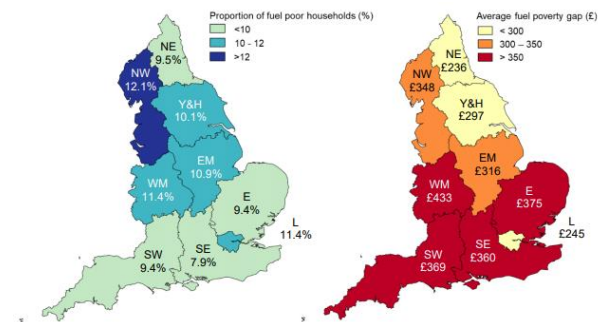 Proportion of fuel poor households (%)
<10
10 - 12
>12
NE
9.5%
NW
12.1%
Y&H
10.1%
EM
10.9%
WM
11.4%
E
9.4%
L
11.4%
SW
9.4%
SE
7.9%
Average fuel poverty gap (£)
< 300
300 – 350
> 350
NE
£236
NW
£348
Y&H
£297
EM
£316
WM
£433
E
£375
L
£245
SW
£369
SE
£360